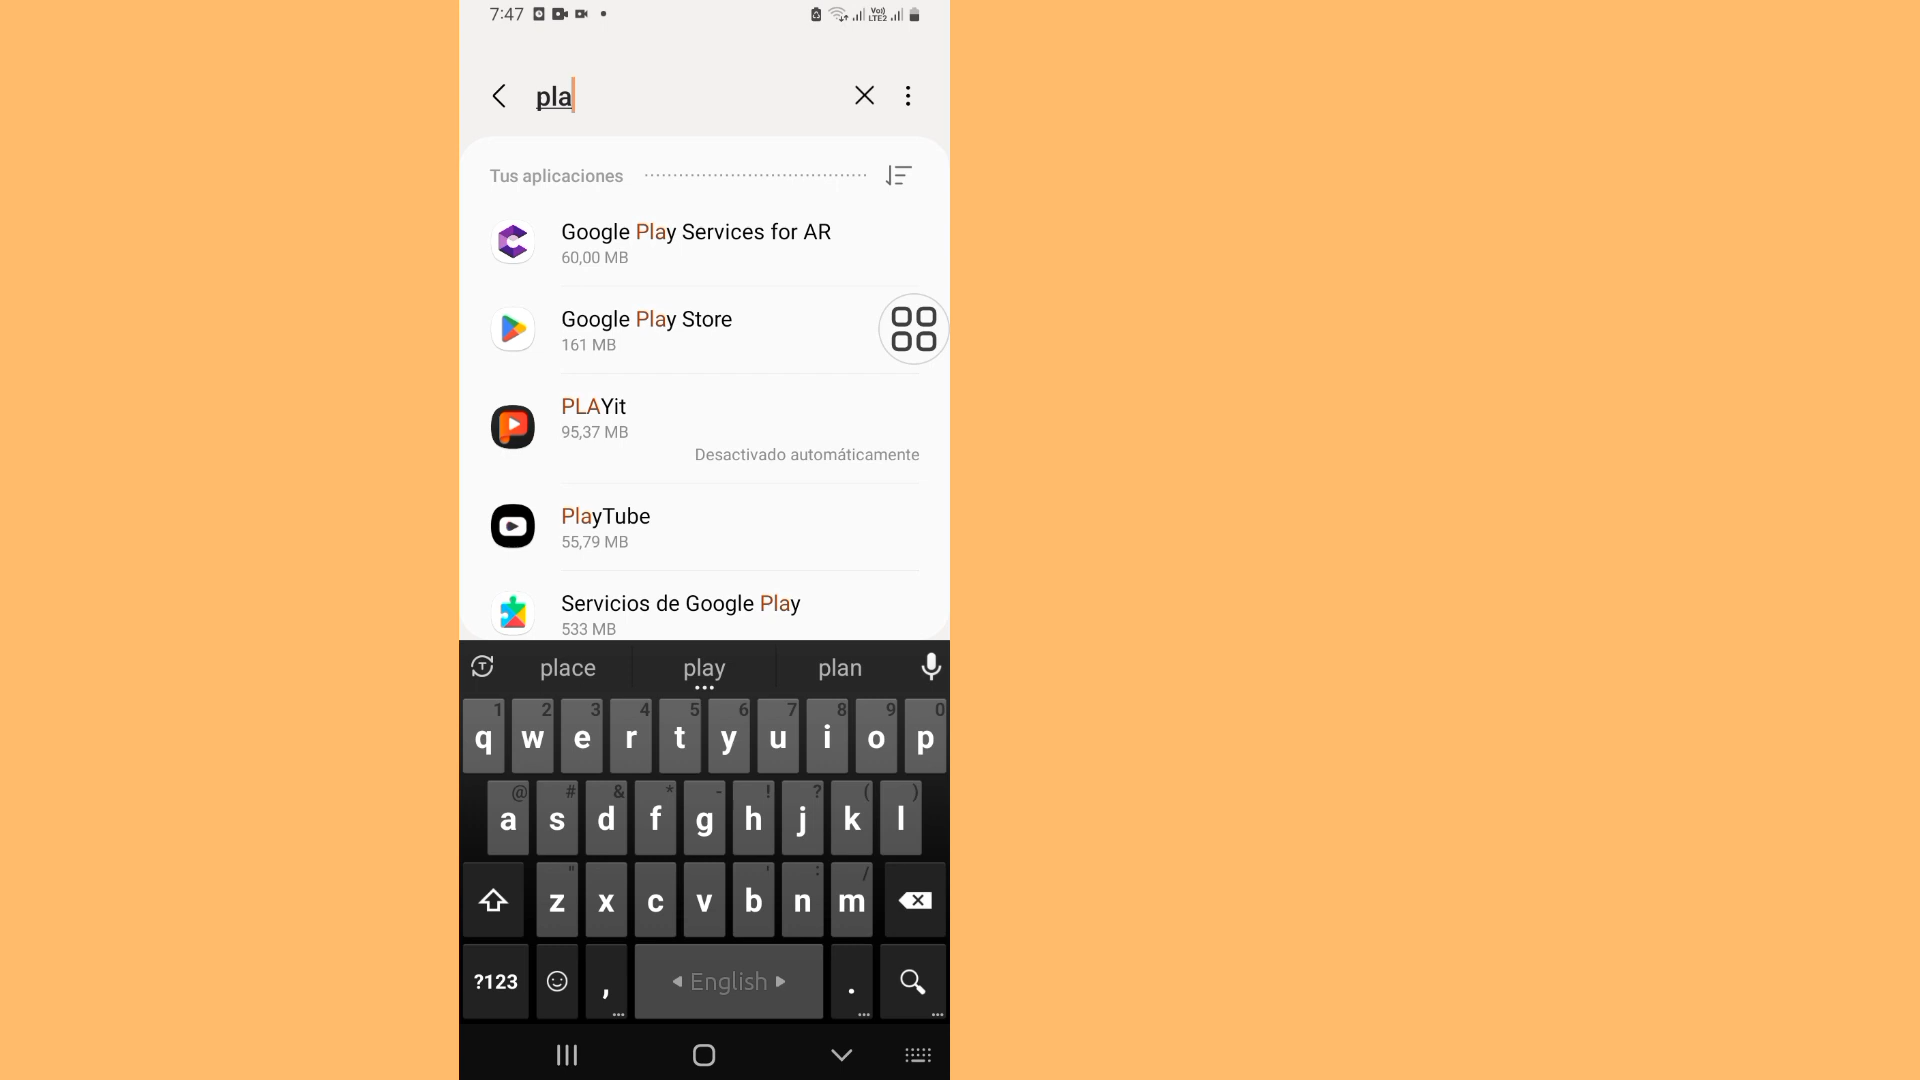 7:47
Vo))
LTE2
pla
Tus aplicaciones
Google Play Services for AR
60,00 MB
Google Play Store
161 MB
PLAYit
95,37 MB
Desactivado automáticamente
PlayTube
55,79 MB
Servicios de Google Play
533 MB
T place play plan
1 2 3 4 5 6 7 8 9 0
q w e r t y u i o p
@ # & * - ! ? ( )
a s d f g h j k l
" ' : /
z x c v b n m
?123 , English .